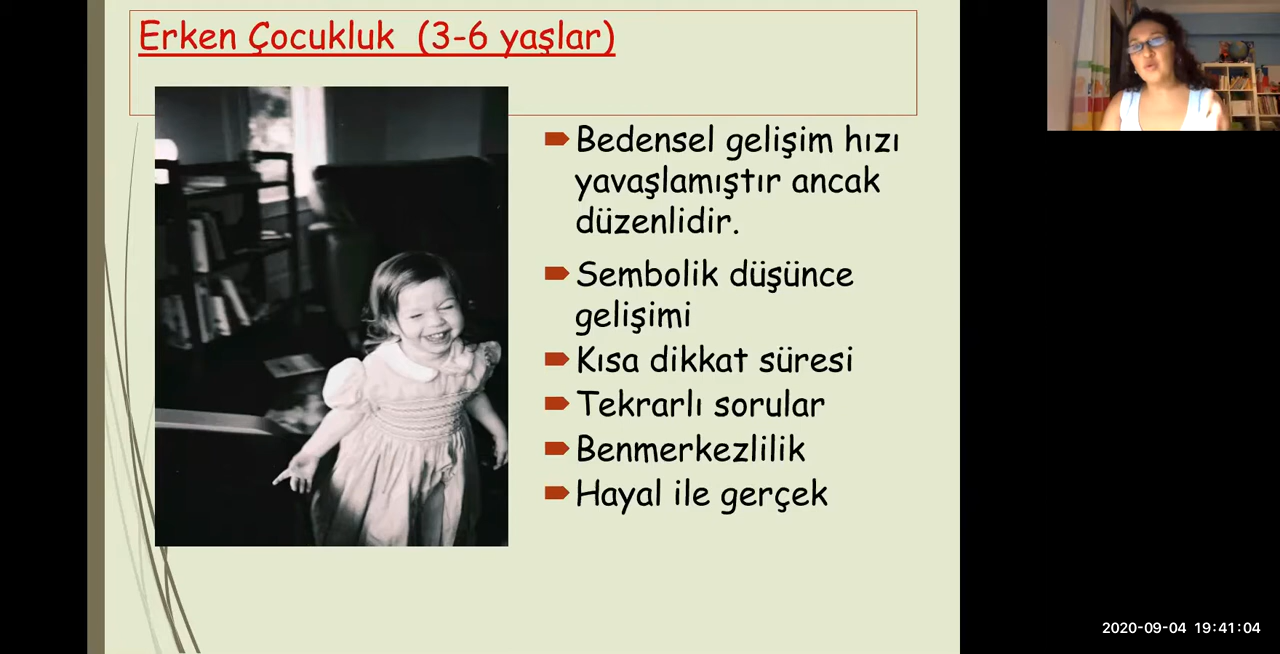 Erken Çocukluk (3-6 yaşlar)
Bedensel gelişim hızı
yavaşlamıştır ancak
düzenlidir.
Sembolik düşünce
gelişimi
Kısa dikkat süresi
Tekrarlı sorular
Benmerkezlilik
Hayal ile gerçek
2020-09-04 19:41:04